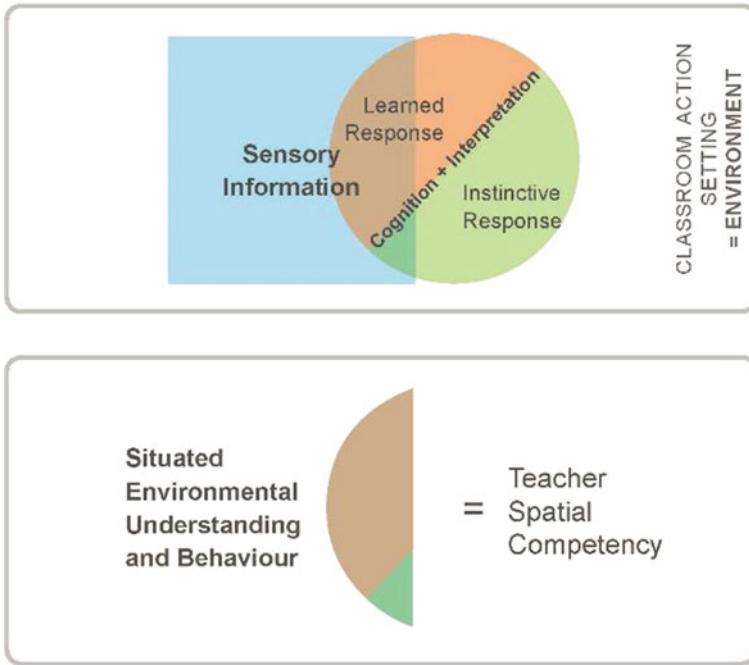 Learned
Response
Sensory
Information
Cognition + Interpretation
Instinctive
Response
CLASSROOM ACTION
SETTING
= ENVIRONMENT
Situated
Environmental
Understanding
and Behaviour
=
Teacher
Spatial
Competency